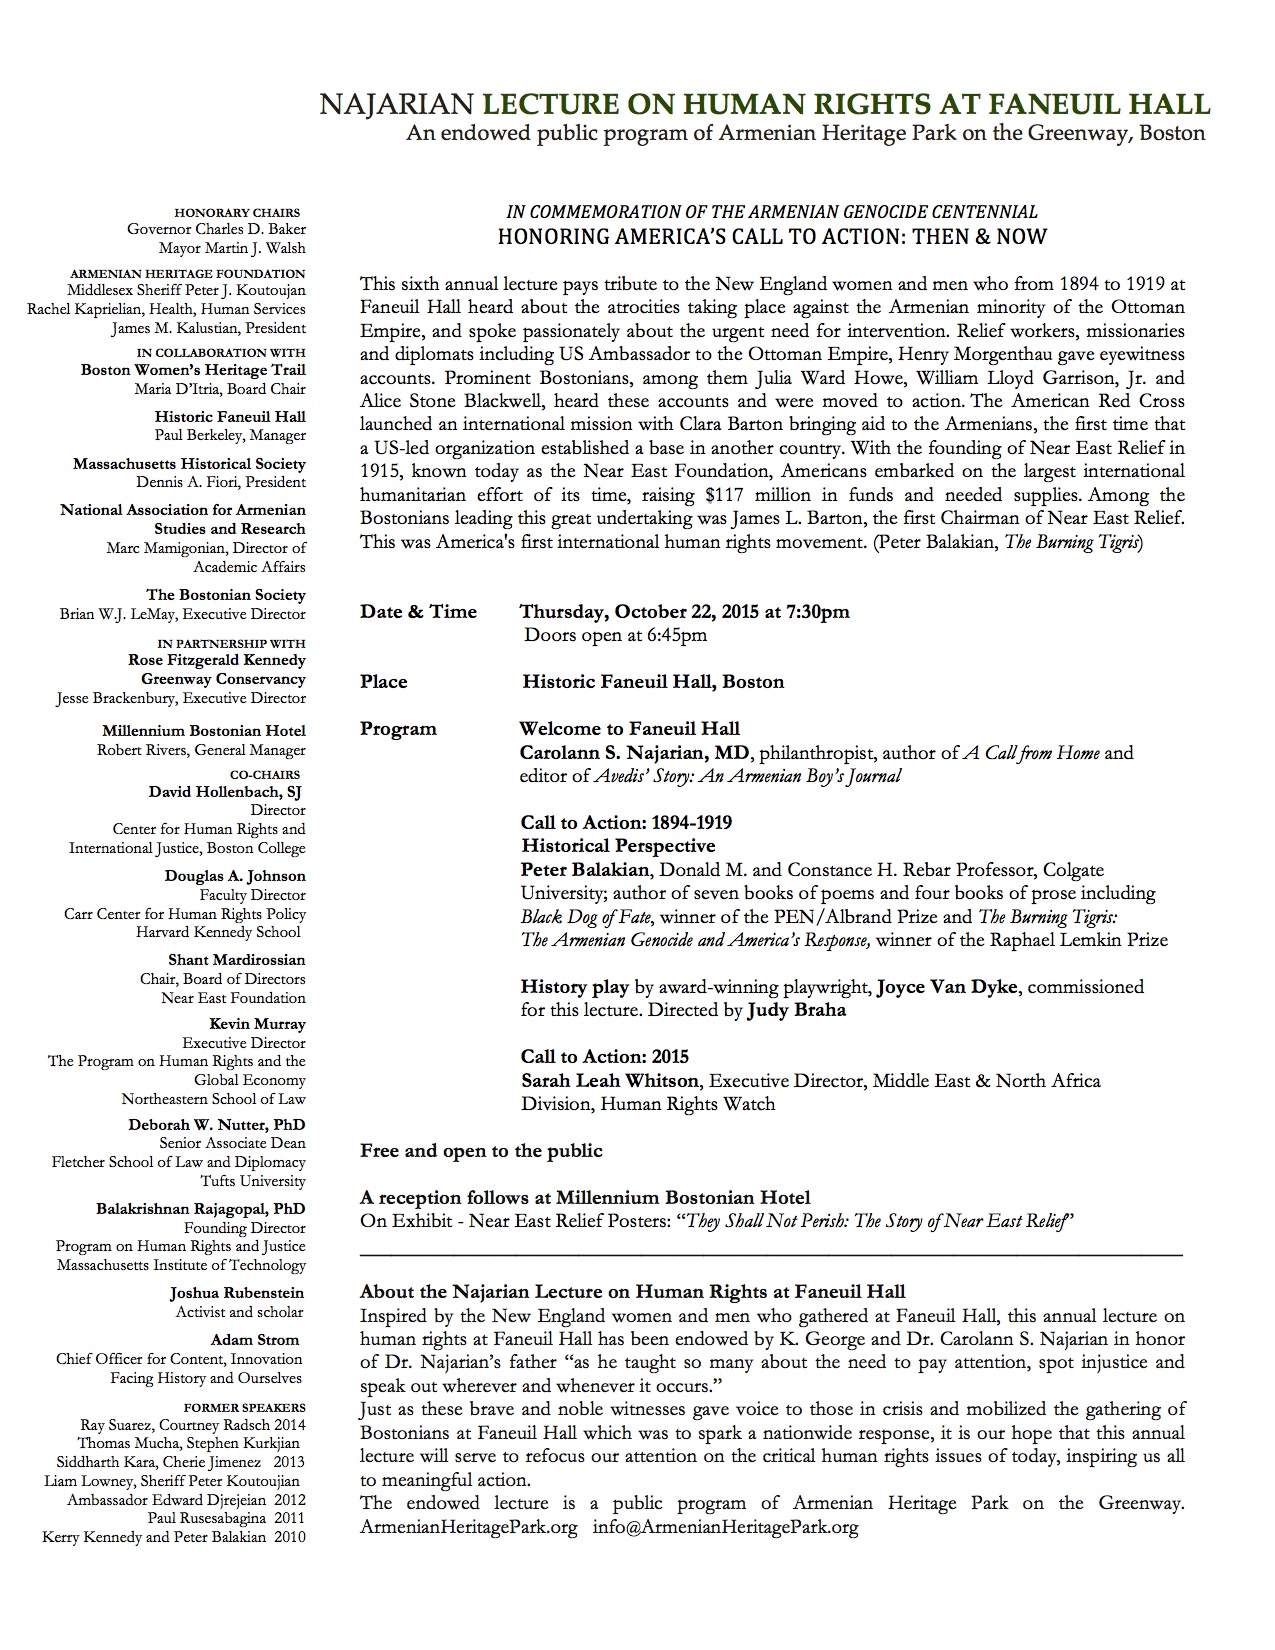 NAJARIAN LECTURE ON HUMAN RIGHTS AT FANEUIL HALL
An endowed public program of Armenian Heritage Park on the Greenway, Boston
HONORARY CHAIRS
Governor Charles D. Baker
Mayor Martin J. Walsh
ARMENIAN HERITAGE FOUNDATION
Middlesex Sheriff Peter J. Koutoujan
Rachel Kaprielian, Health, Human Services
James M. Kalustian, President
IN COLLABORATION WITH
Boston Women's Heritage Trail
Maria D'Itria, Board Chair
Historic Faneuil Hall
Paul Berkeley, Manager
Massachusetts Historical Society
Dennis A. Fiori, President
National Association for Armenian
Studies and Research
Marc Mamigonian, Director of
Academic Affairs
The Bostonian Society
Brian W.J. LeMay, Executive Director
IN PARTNERSHIP WITH
Rose Fitzgerald Kennedy
Greenway Conservancy
Jesse Brackenbury, Executive Director
Millennium Bostonian Hotel
Robert Rivers, General Manager
CO-CHAIRS
David Hollenbach, SJ
Director
Center for Human Rights and
International Justice, Boston College
Douglas A. Johnson
Faculty Director
Carr Center for Human Rights Policy
Harvard Kennedy School
Shant Mardirossian
Chair, Board of Directors
Near East Foundation
Kevin Murray
Executive Director
The Program on Human Rights and the
Global Economy
Northeastern School of Law
Deborah W. Nutter, PhD
Senior Associate Dean
Fletcher School of Law and Diplomacy
Tufts University
Balakrishnan Rajagopal, PhD
Founding Director
Program on Human Rights and Justice
Massachusetts Institute of Technology
Joshua Rubenstein
Activist and scholar
Adam Strom
Chief Officer for Content, Innovation
Facing History and Ourselves
FORMER SPEAKERS
Ray Suarez, Courtney Radsch 2014
Thomas Mucha, Stephen Kurkjian
Siddharth Kara, Cherie Jimenez 2013
Liam Lowney, Sheriff Peter Koutoujian
Ambassador Edward Djrejeian 2012
Paul Rusesabagina 2011
Kerry Kennedy and Peter Balakian 2010
IN COMMEMORATION OF THE ARMENIAN GENOCIDE CENTENNIAL
HONORING AMERICA'S CALL TO ACTION: THEN & NOW
This sixth annual lecture pays tribute to the New England women and men who from 1894 to 1919 at
Faneuil Hall heard about the atrocities taking place against the Armenian minority of the Ottoman
Empire, and spoke passionately about the urgent need for intervention. Relief workers, missionaries
and diplomats including US Ambassador to the Ottoman Empire, Henry Morgenthau gave eyewitness
accounts. Prominent Bostonians, among them Julia Ward Howe, William Lloyd Garrison, Jr. and
Alice Stone Blackwell, heard these accounts and were moved to action. The American Red Cross
launched an international mission with Clara Barton bringing aid to the Armenians, the first time that
a US-led organization established a base in another country. With the founding of Near East Relief in
1915, known today as the Near East Foundation, Americans embarked on the largest international
humanitarian effort of its time, raising $117 million in funds and needed supplies. Among the
Bostonians leading this great undertaking was James L. Barton, the first Chairman of Near East Relief.
This was America's first international human rights movement. (Peter Balakian, The Burning Tigris)
Date & Time Thursday, October 22, 2015 at 7:30pm
Doors open at 6:45pm
Place Historic Faneuil Hall, Boston
Program Welcome to Faneuil Hall
Carolann S. Najarian, MD, philanthropist, author of A Call from Home and
editor of Avedis' Story: An Armenian Boy's Journal
Call to Action: 1894-1919
Historical Perspective
Peter Balakian, Donald M. and Constance H. Rebar Professor, Colgate
University; author of seven books of poems and four books of prose including
Black Dog of Fate, winner of the PEN/Albrand Prize and The Burning Tigris:
The Armenian Genocide and America's Response, winner of the Raphael Lemkin Prize
History play by award-winning playwright, Joyce Van Dyke, commissioned
for this lecture. Directed by Judy Braha
Call to Action: 2015
Sarah Leah Whitson, Executive Director, Middle East & North Africa
Division, Human Rights Watch
Free and open to the public
A reception follows at Millennium Bostonian Hotel
On Exhibit - Near East Relief Posters: "They Shall Not Perish: The Story of Near East Relief"
About the Najarian Lecture on Human Rights at Faneuil Hall
Inspired by the New England women and men who gathered at Faneuil Hall, this annual lecture on
human rights at Faneuil Hall has been endowed by K. George and Dr. Carolann S. Najarian in honor
of Dr. Najarian's father "as he taught so many about the need to pay attention, spot injustice and
speak out wherever and whenever it occurs."
Just as these brave and noble witnesses gave voice to those in crisis and mobilized the gathering of
Bostonians at Faneuil Hall which was to spark a nationwide response, it is our hope that this annual
lecture will serve to refocus our attention on the critical human rights issues of today, inspiring us all
to meaningful action.
The endowed lecture is a public program of Armenian Heritage Park on the Greenway.
ArmenianHeritagePark.org info@ArmenianHeritagePark.org